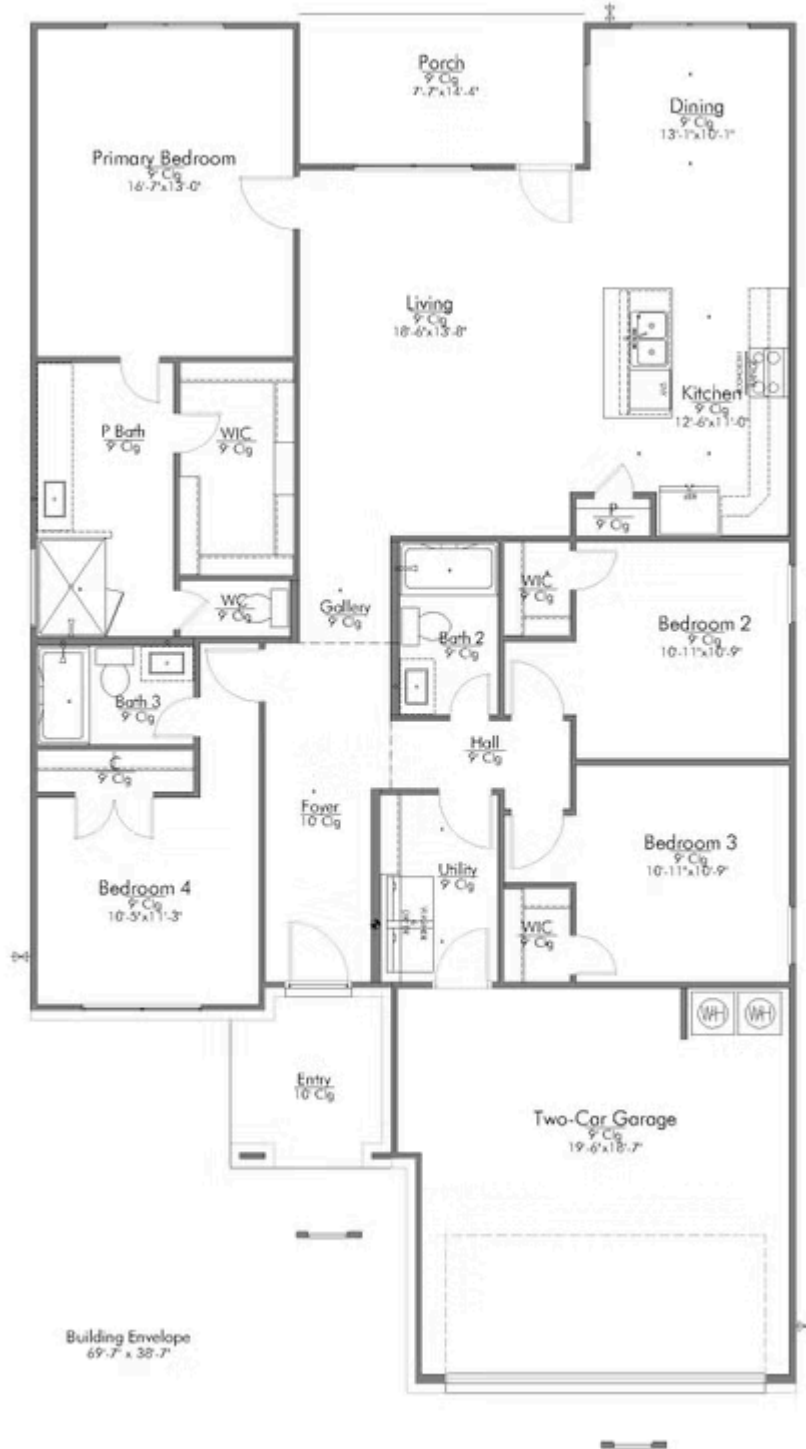 Porch
9' Clg
7'-7"x14'-4"
Dining
9' Clg
13'-1"x10'-1"
Primary Bedroom
9' Clg
16'-7"x13'-0"
Living
9' Clg
18'-6"x13'-8"
Kitchen
9' Clg
12'-6"x11'-0"
P Bath
9' Clg
WIC
9' Clg
P
9' Clg
REF
DW
WC
9' Clg
Gallery
9' Clg
Bath 2
9' Clg
WIC
9' Clg
Bedroom 2
9' Clg
10'-11"x10'-9"
Bath 3
9' Clg
C
9' Clg
Hall
9' Clg
Foyer
10' Clg
Bedroom 3
9' Clg
10'-11"x10'-9"
Utility
9' Clg
WASHER
Bedroom 4
9' Clg
10'-5"x11'-3"
WIC
9' Clg
WH
WH
Entry
10' Clg
Two-Car Garage
9' Clg
19'-6"x18'-7"
Building Envelope
69'-7" x 38'-7"